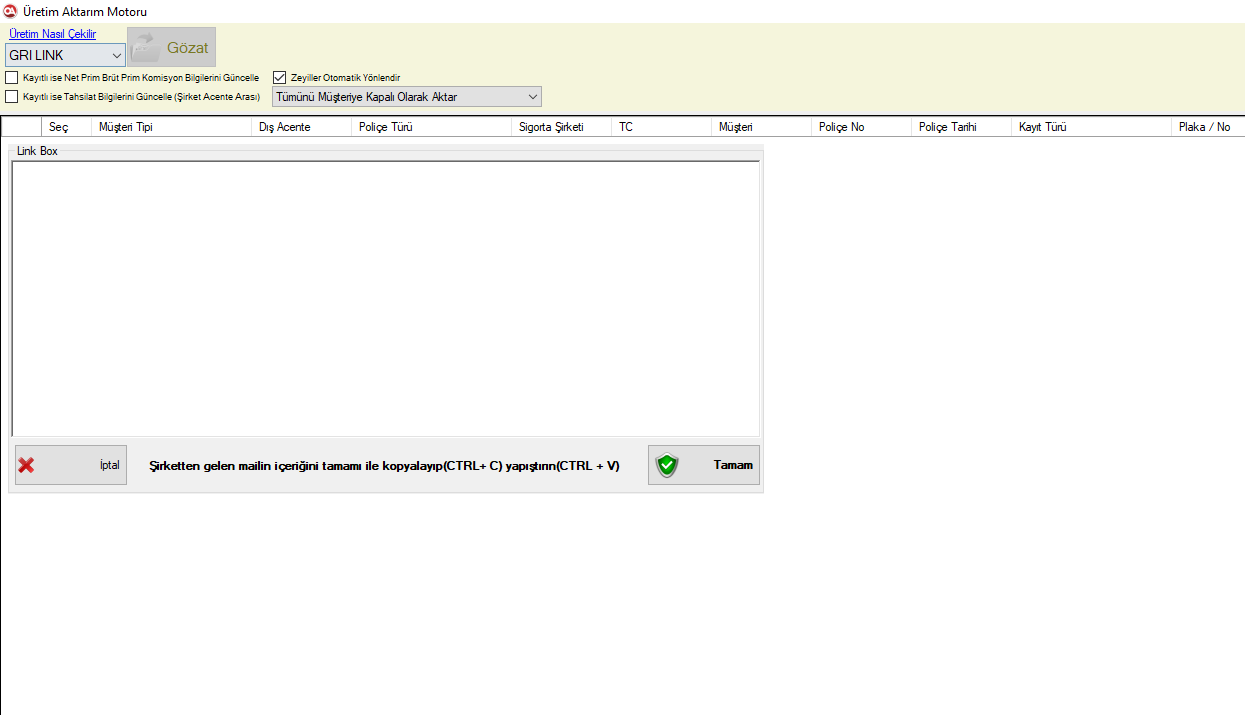 Üretim Aktarım Motoru
Üretim Nasıl Çekilir
GRI LINK
Gözat
Kayıtlı ise Net Prim Brüt Prim Komisyon Bilgilerini Güncelle
Zeyiller Otomatik Yönlendir
Kayıtlı ise Tahsilat Bilgilerini Güncelle (Şirket Acente Arası)
Tümünü Müşteriye Kapalı Olarak Aktar
Seç Müşteri Tipi Dış Acente Poliçe Türü Sigorta Şirketi TC Müşteri Poliçe No Poliçe Tarihi Kayıt Türü Plaka / No
Link Box
İptal
Şirketten gelen mailin içeriğini tamamı ile kopyalayıp(CTRL+ C) yapıştırın(CTRL + V)
Tamam